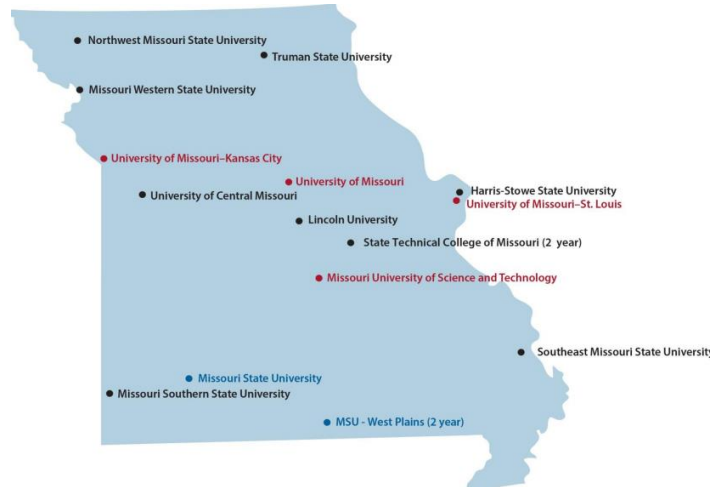 Northwest Missouri State University
Truman State University
Missouri Western State University
University of Missouri–Kansas City
University of Missouri
Harris-Stowe State University
University of Central Missouri
University of Missouri–St. Louis
Lincoln University
State Technical College of Missouri (2 year)
Missouri University of Science and Technology
Southeast Missouri State University
Missouri State University
Missouri Southern State University
MSU - West Plains (2 year)